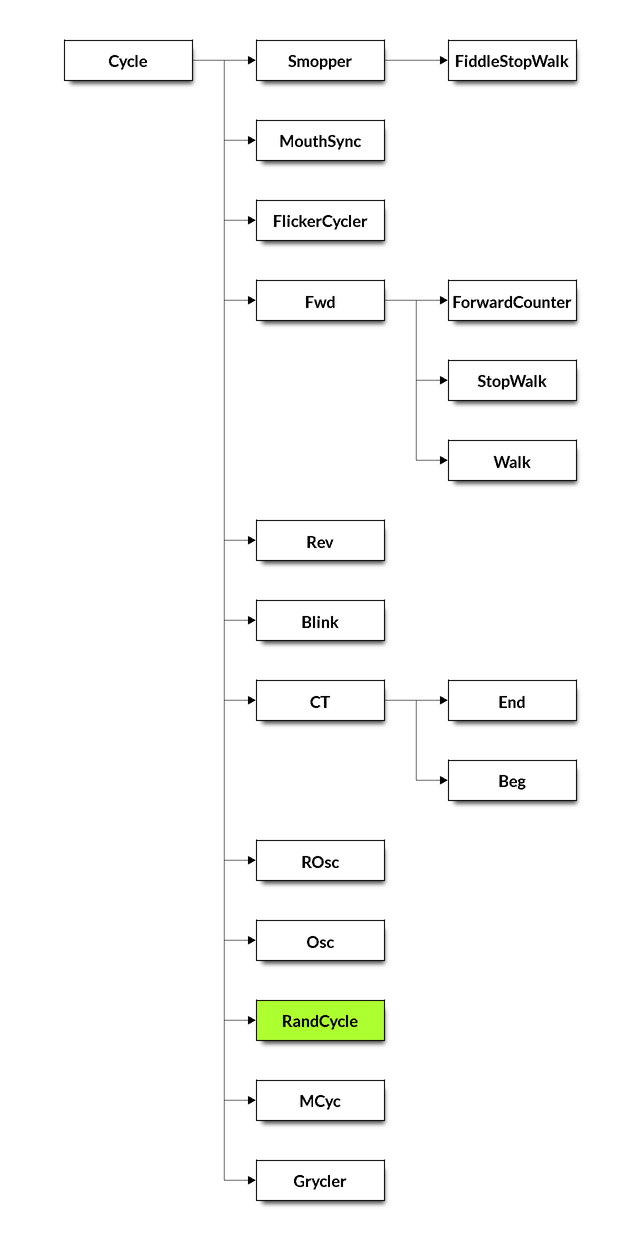 Cycle
Smopper
FiddleStopWalk
MouthSync
FlickerCycler
Fwd
ForwardCounter
StopWalk
Walk
Rev
Blink
CT
End
Beg
ROsc
Osc
RandCycle
MCyc
Grycler